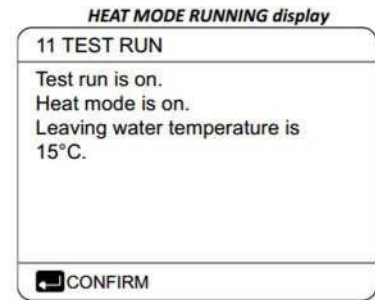 HEAT MODE RUNNING display
11 TEST RUN
Test run is on.
Heat mode is on.
Leaving water temperature is
15°C.
CONFIRM